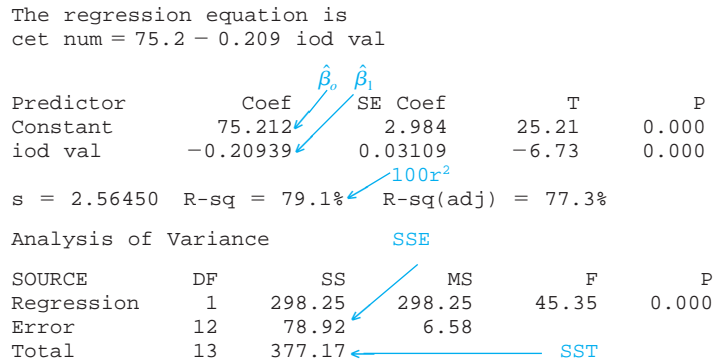 The regression equation is
cet num = 75.2 − 0.209 iod val
β̂ₒ β̂₁
Predictor Coef SE Coef T P
Constant 75.212 2.984 25.21 0.000
iod val −0.20939 0.03109 −6.73 0.000
100r²
s = 2.56450 R-sq = 79.1% R-sq(adj) = 77.3%
Analysis of Variance SSE
SOURCE DF SS MS F P
Regression 1 298.25 298.25 45.35 0.000
Error 12 78.92 6.58
Total 13 377.17 SST